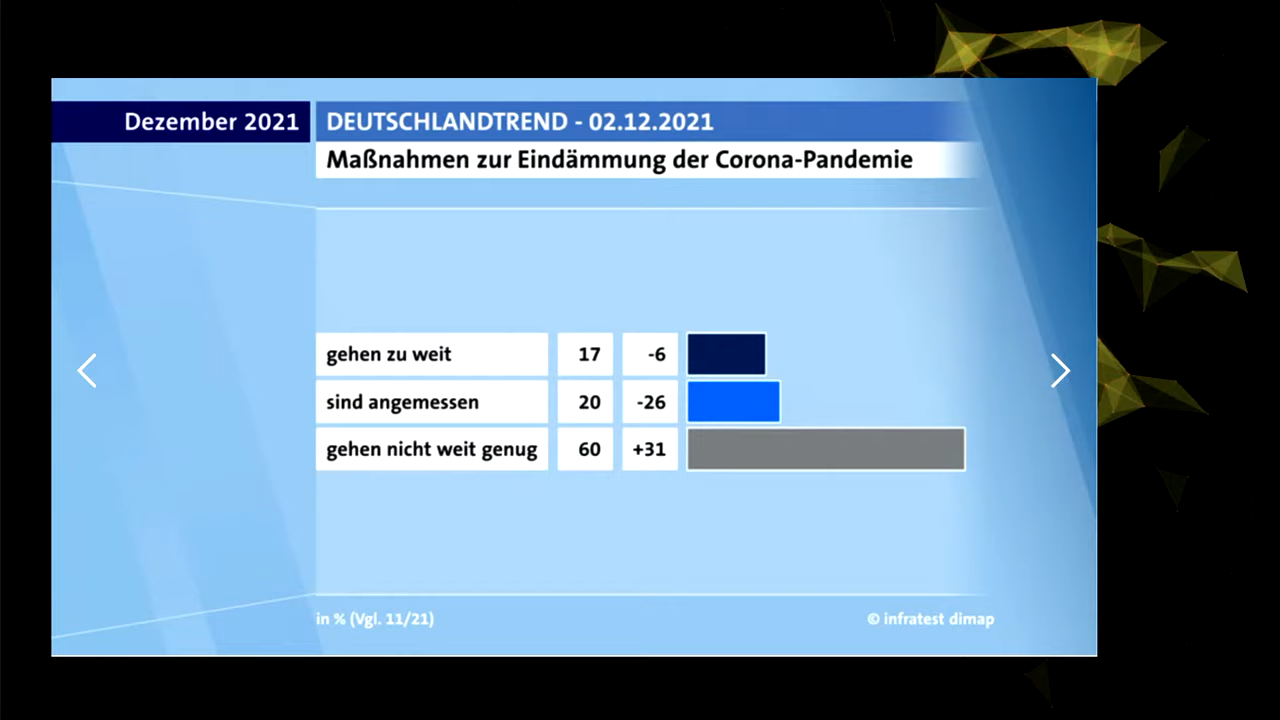 Dezember 2021
DEUTSCHLANDTREND - 02.12.2021
Maßnahmen zur Eindämmung der Corona-Pandemie
gehen zu weit 17 -6
sind angemessen 20 -26
gehen nicht weit genug 60 +31
in % (Vgl. 11/21)
© infratest dimap